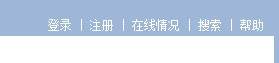 登录 | 注册 | 在线情况 | 搜索 | 帮助